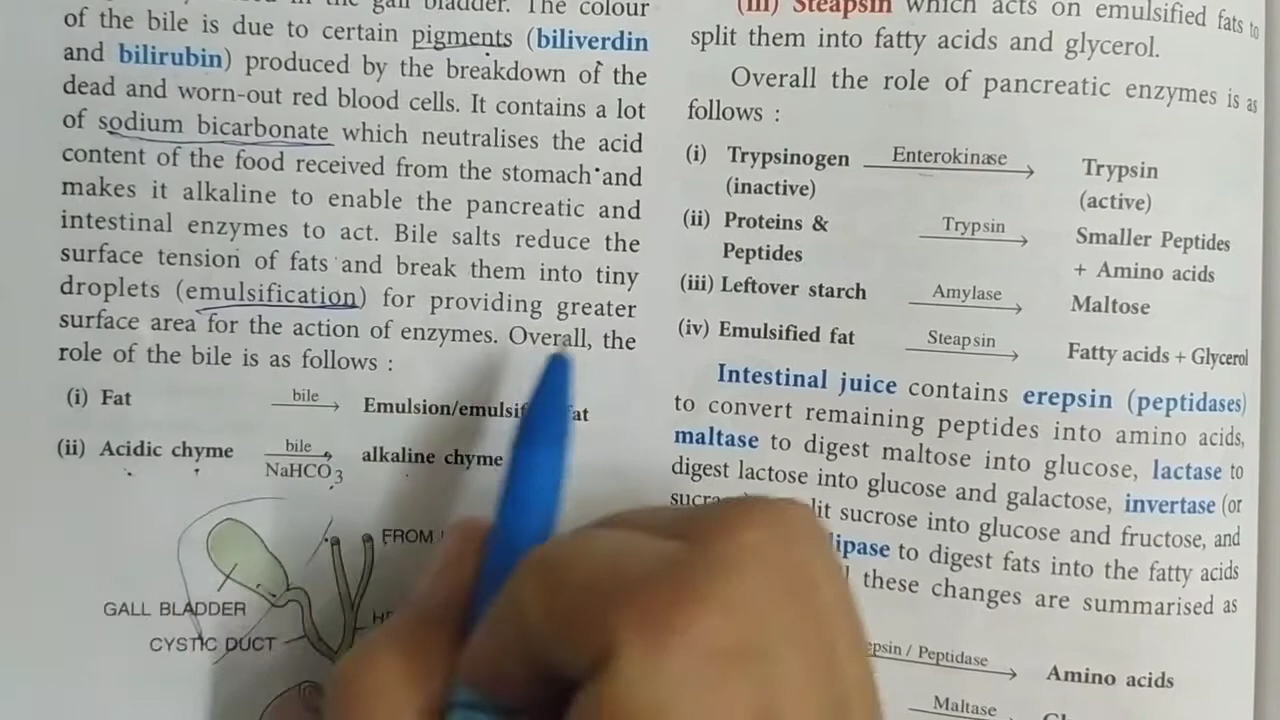 the gall bladder. The colour
of the bile is due to certain pigments (biliverdin
and bilirubin) produced by the breakdown of the
dead and worn-out red blood cells. It contains a lot
of sodium bicarbonate which neutralises the acid
content of the food received from the stomach and
makes it alkaline to enable the pancreatic and
intestinal enzymes to act. Bile salts reduce the
surface tension of fats and break them into tiny
droplets (emulsification) for providing greater
surface area for the action of enzymes. Overall, the
role of the bile is as follows :
(i) Fat bile Emulsion/emulsif at
(ii) Acidic chyme bile NaHCO3 alkaline chyme
FROM
GALL BLADDER
CYSTIC DUCT
(iii) Steapsin which acts on emulsified fats to
split them into fatty acids and glycerol.
Overall the role of pancreatic enzymes is as
follows :
(i) Trypsinogen Enterokinase Trypsin
(inactive) (active)
(ii) Proteins & Trypsin Smaller Peptides
Peptides + Amino acids
(iii) Leftover starch Amylase Maltose
(iv) Emulsified fat Steapsin Fatty acids + Glycerol
Intestinal juice contains erepsin (peptidases)
to convert remaining peptides into amino acids,
maltase to digest maltose into glucose, lactase to
digest lactose into glucose and galactose, invertase (or
sucra lit sucrose into glucose and fructose, and
lipase to digest fats into the fatty acids
these changes are summarised as
epsin / Peptidase Amino acids
Maltase